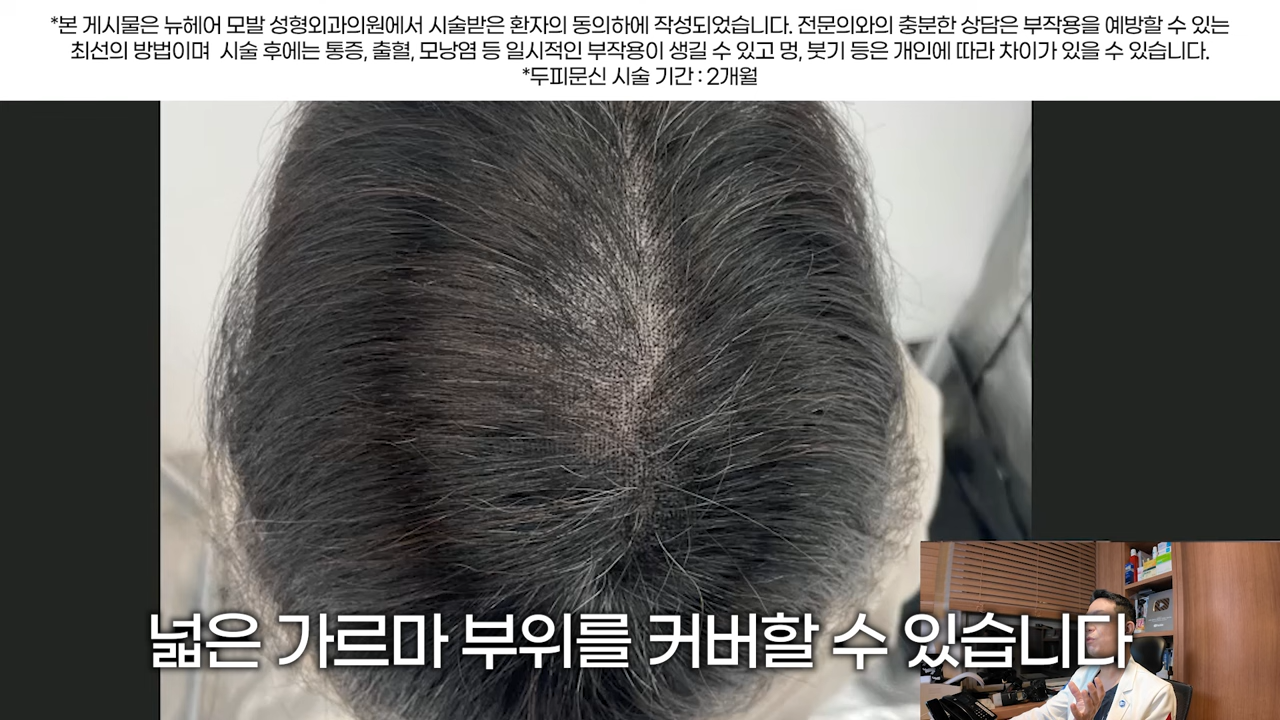 *본 게시물은 뉴헤어 모발 성형외과의원에서 시술받은 환자의 동의하에 작성되었습니다. 전문의와의 충분한 상담은 부작용을 예방할 수 있는
최선의 방법이며 시술 후에는 통증, 출혈, 모낭염 등 일시적인 부작용이 생길 수 있고 멍, 붓기 등은 개인에 따라 차이가 있을 수 있습니다.
*두피문신 시술 기간 : 2개월
넓은 가르마 부위를 커버할 수 있습니다